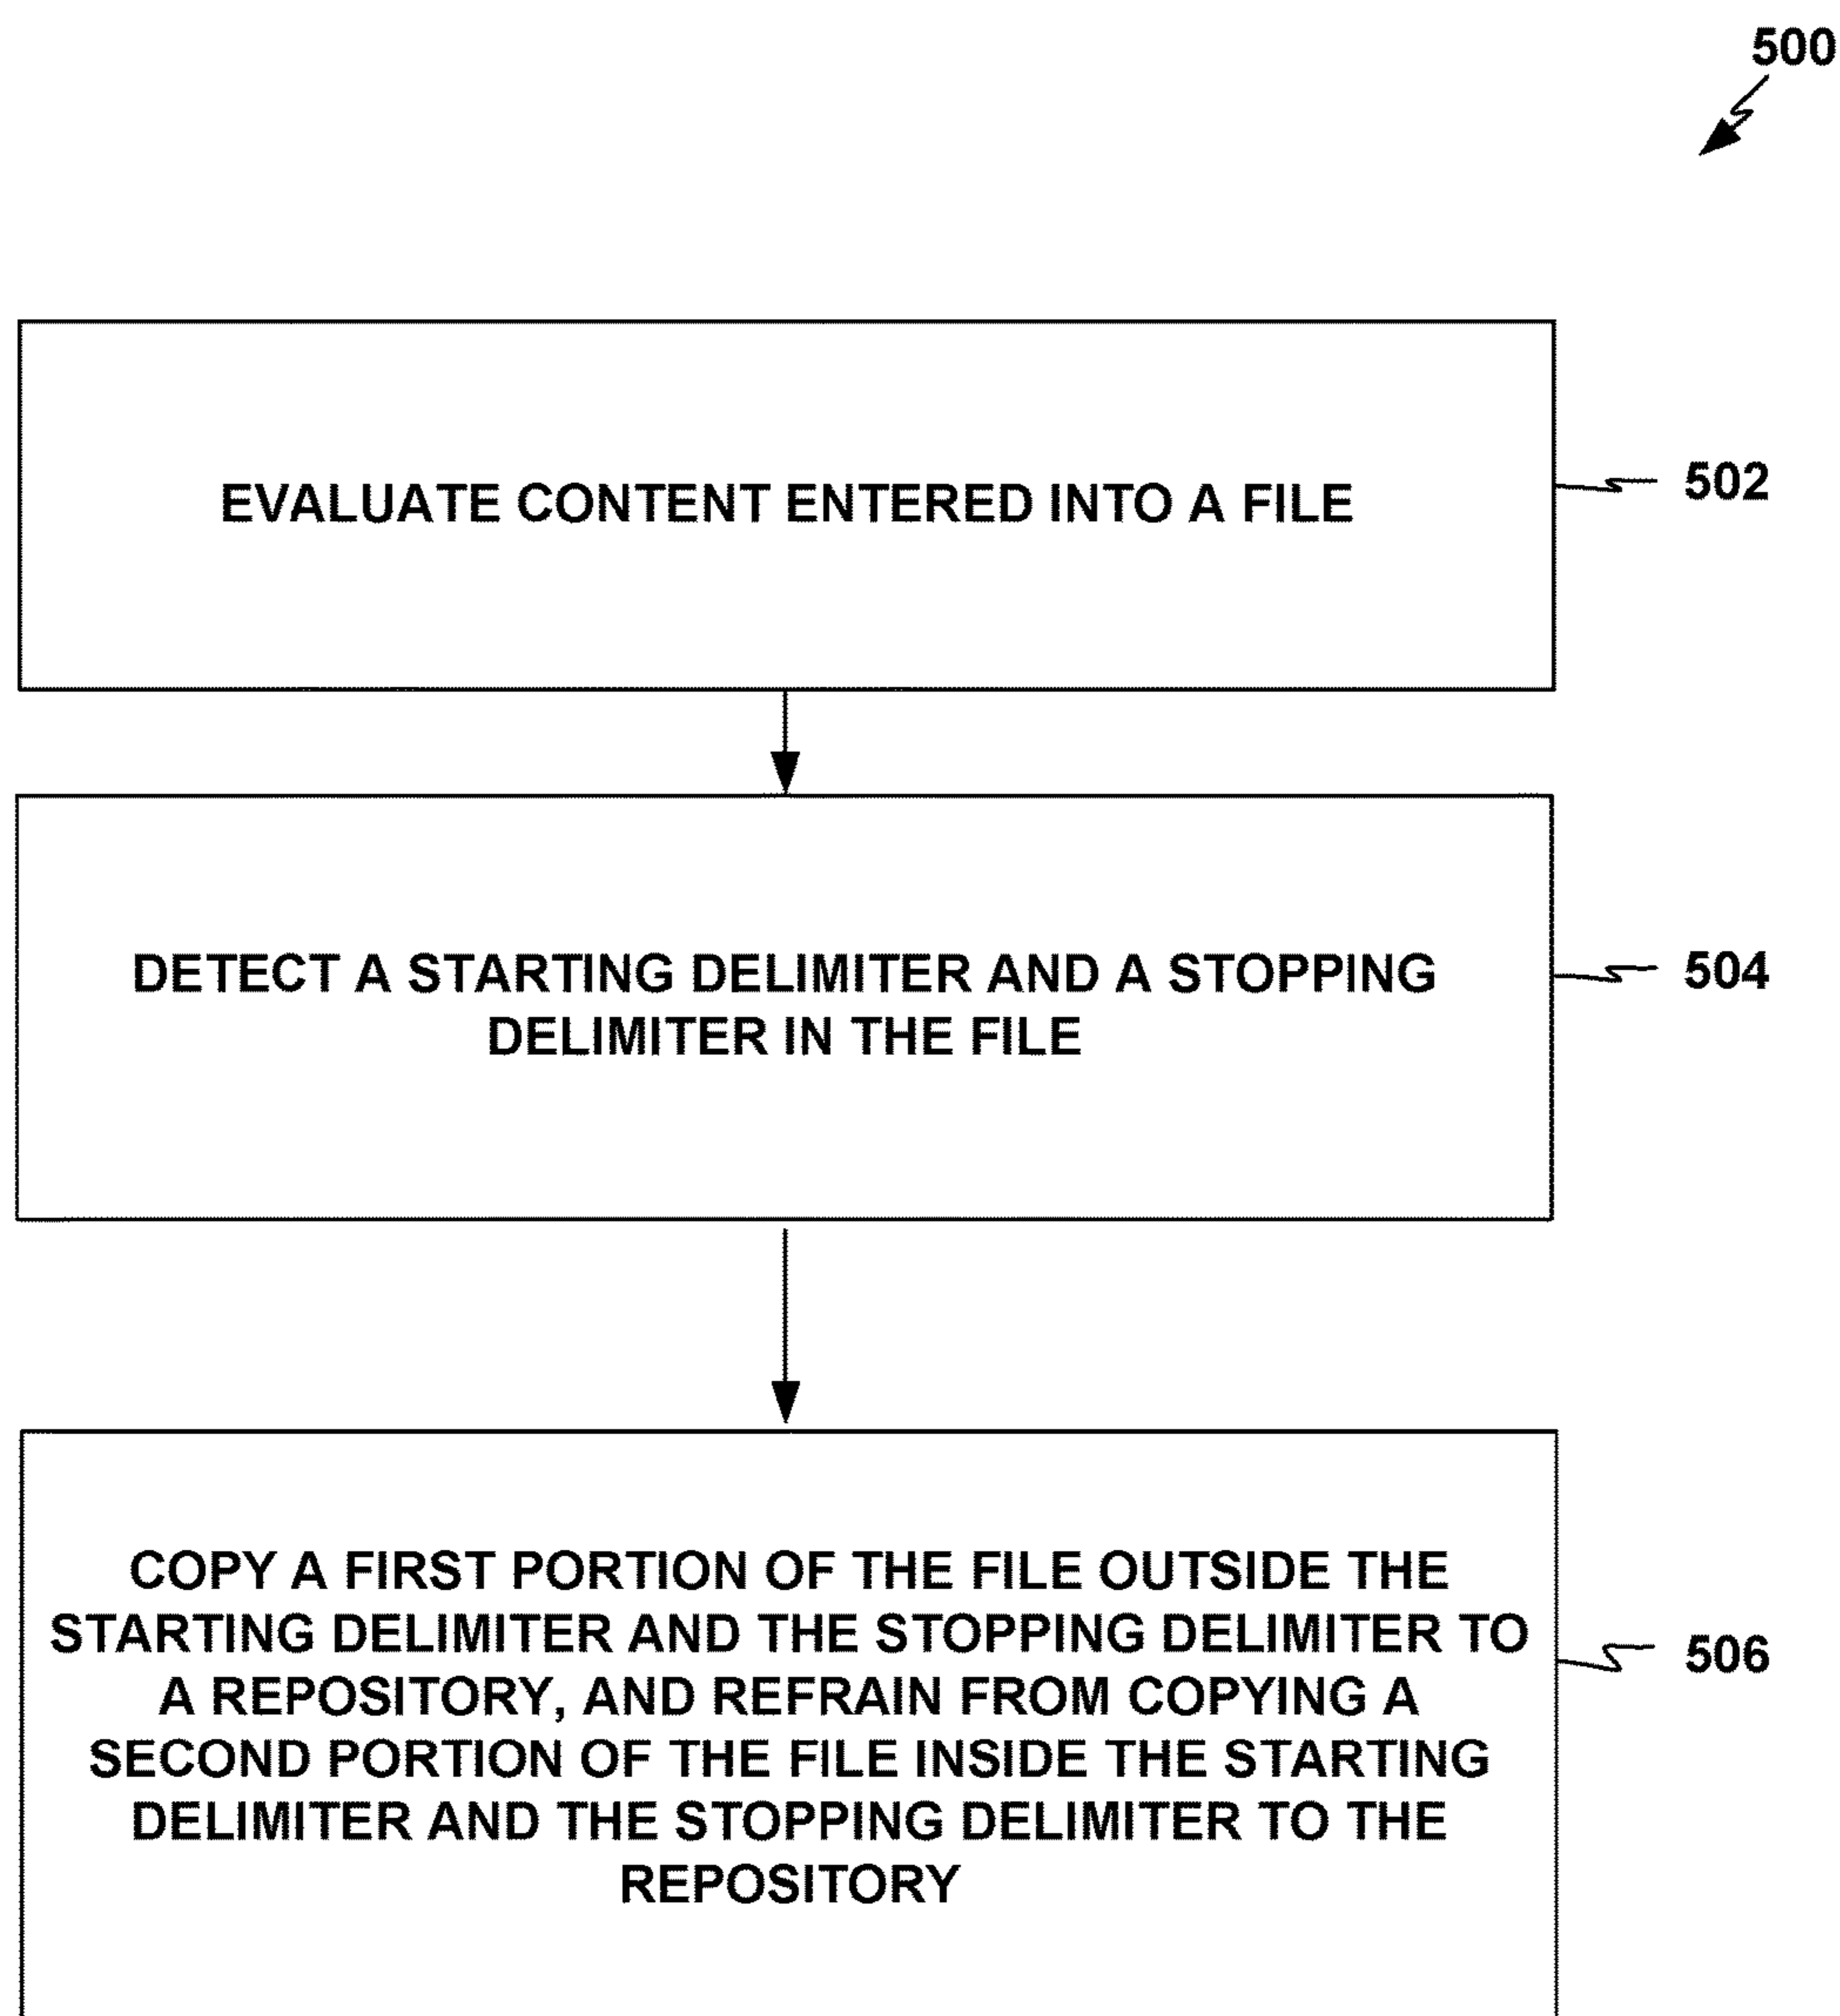 500
EVALUATE CONTENT ENTERED INTO A FILE
502
DETECT A STARTING DELIMITER AND A STOPPING
DELIMITER IN THE FILE
504
COPY A FIRST PORTION OF THE FILE OUTSIDE THE
STARTING DELIMITER AND THE STOPPING DELIMITER TO
A REPOSITORY, AND REFRAIN FROM COPYING A
SECOND PORTION OF THE FILE INSIDE THE STARTING
DELIMITER AND THE STOPPING DELIMITER TO THE
REPOSITORY
506